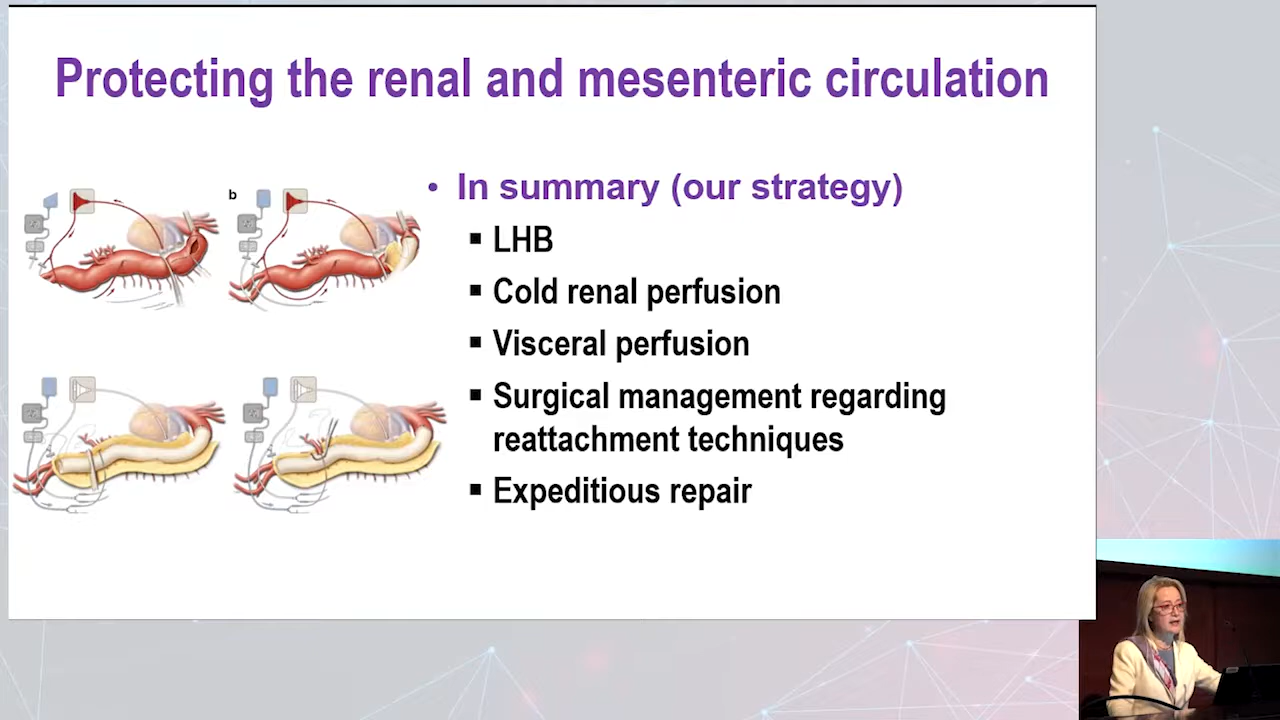 Protecting the renal and mesenteric circulation
b
• In summary (our strategy)
▪ LHB
▪ Cold renal perfusion
▪ Visceral perfusion
▪ Surgical management regarding
reattachment techniques
▪ Expeditious repair